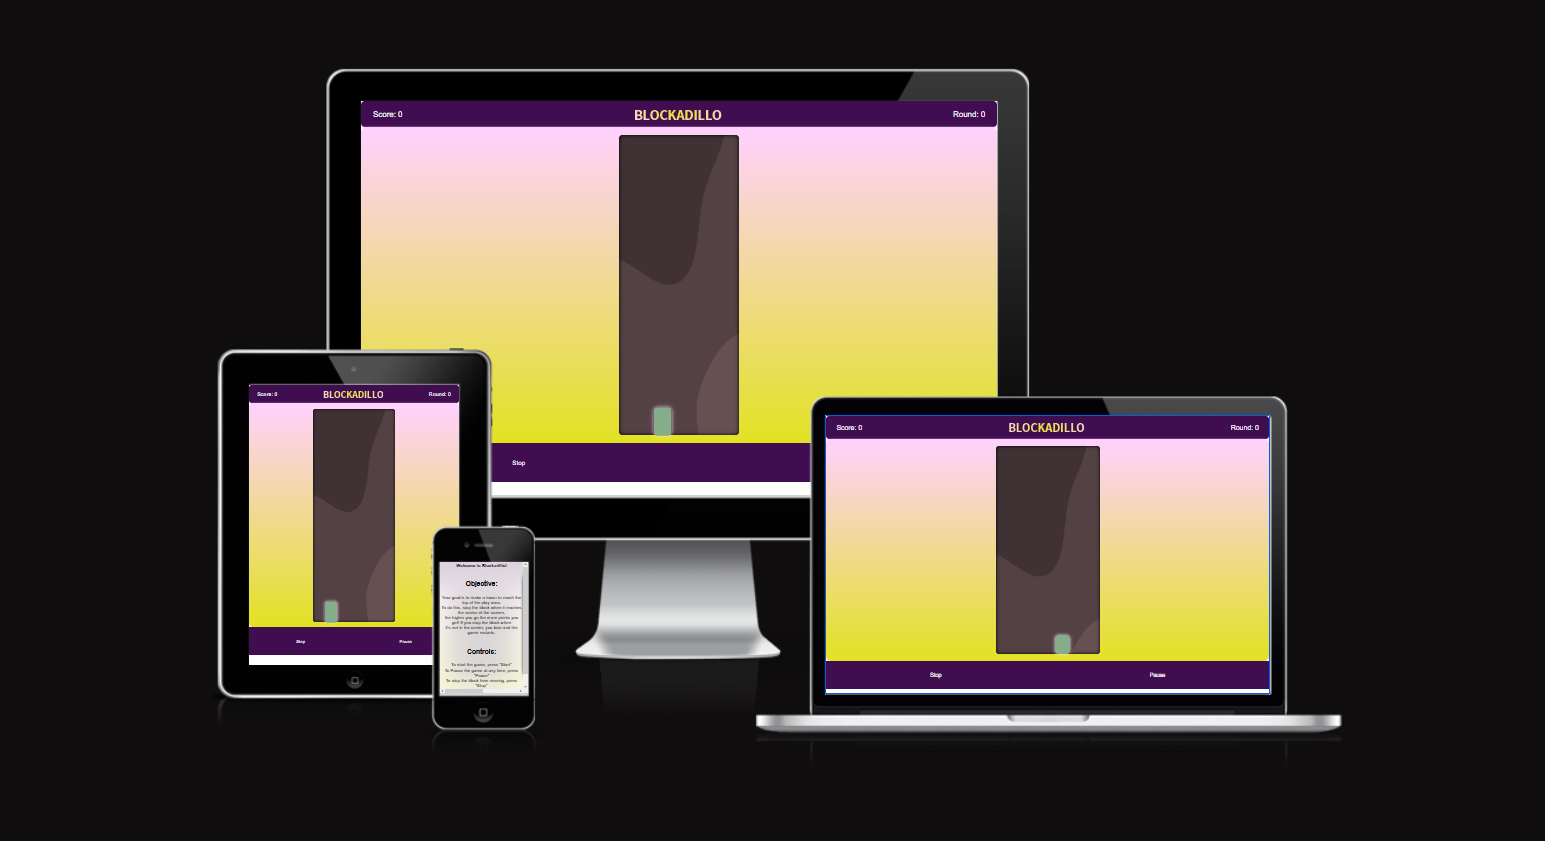 Score: 0
BLOCKADILLO
Round: 0
Stop
Score: 0
BLOCKADILLO
Round: 0
Stop
Pause
Welcome to Blockadillo!
Objective:
Your goal is to make a tower to reach the
top of the play area.
To do this, stop the block when it reaches
the center of the screen,
the higher you go the more points you
get! If you stop the block when
it's not in the center, you lose and the
game restarts.
Controls:
To start the game, press "Start"
To Pause the game at any time, press
"Pause"
To stop the block from moving, press
"Stop"
Score: 0
BLOCKADILLO
Round: 0
Stop
Pause